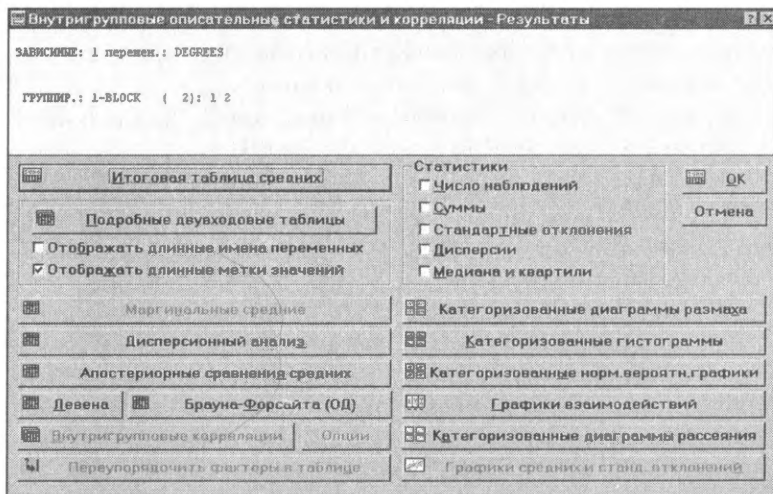 Внутригрупповые описательные статистики и корреляции - Результаты
ЗАВИСИМЫЕ: 1 перемен.: DEGREES
ГРУППИР.: 1-BLOCK ( 2): 1 2
Итоговая таблица средних
Подробные двувходовые таблицы
Отображать длинные имена переменных
Отображать длинные метки значений
Статистики
Число наблюдений
Суммы
Стандартные отклонения
Дисперсии
Медиана и квартили
OK
Отмена
Маргинальные средние
Категоризованные диаграммы размаха
Дисперсионный анализ
Категоризованные гистограммы
Апостериорные сравнения средних
Категоризованные норм.вероятн.графики
Левена
Брауна-Форсайта (ОД)
Графики взаимодействий
Внутригрупповые корреляции
Опции
Категоризованные диаграммы рассеяния
Переупорядочить факторы в таблице
Графики средних и станд. отклонений